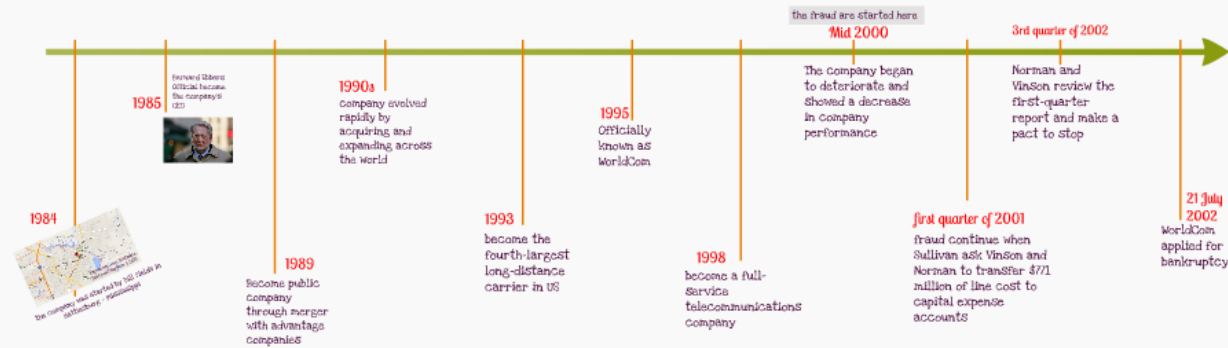 the fraud are started here
Mid 2000
3rd quarter of 2002
1984
the company was started by bill fields in
hattiesburg - mississippi
1985
Bernard Ebbers
Official become
the company's
CEO
1989
Become public
company
through merger
with advantage
companies
1990s
company evolved
rapidly by
acquiring and
expanding across
the world
1993
become the
fourth-largest
long-distance
carrier in US
1995
Officially
known as
WorldCom
1998
become a full-
service
telecommunications
company
The company began
to deteriorate and
showed a decrease
in company
performance
first quarter of 2001
fraud continue when
Sullivan ask Vinson and
Norman to transfer $771
million of line cost to
capital expense
accounts
Norman and
Vinson review the
first-quarter
report and make a
pact to stop
21 July
2002
WorldCom
applied for
bankruptcy